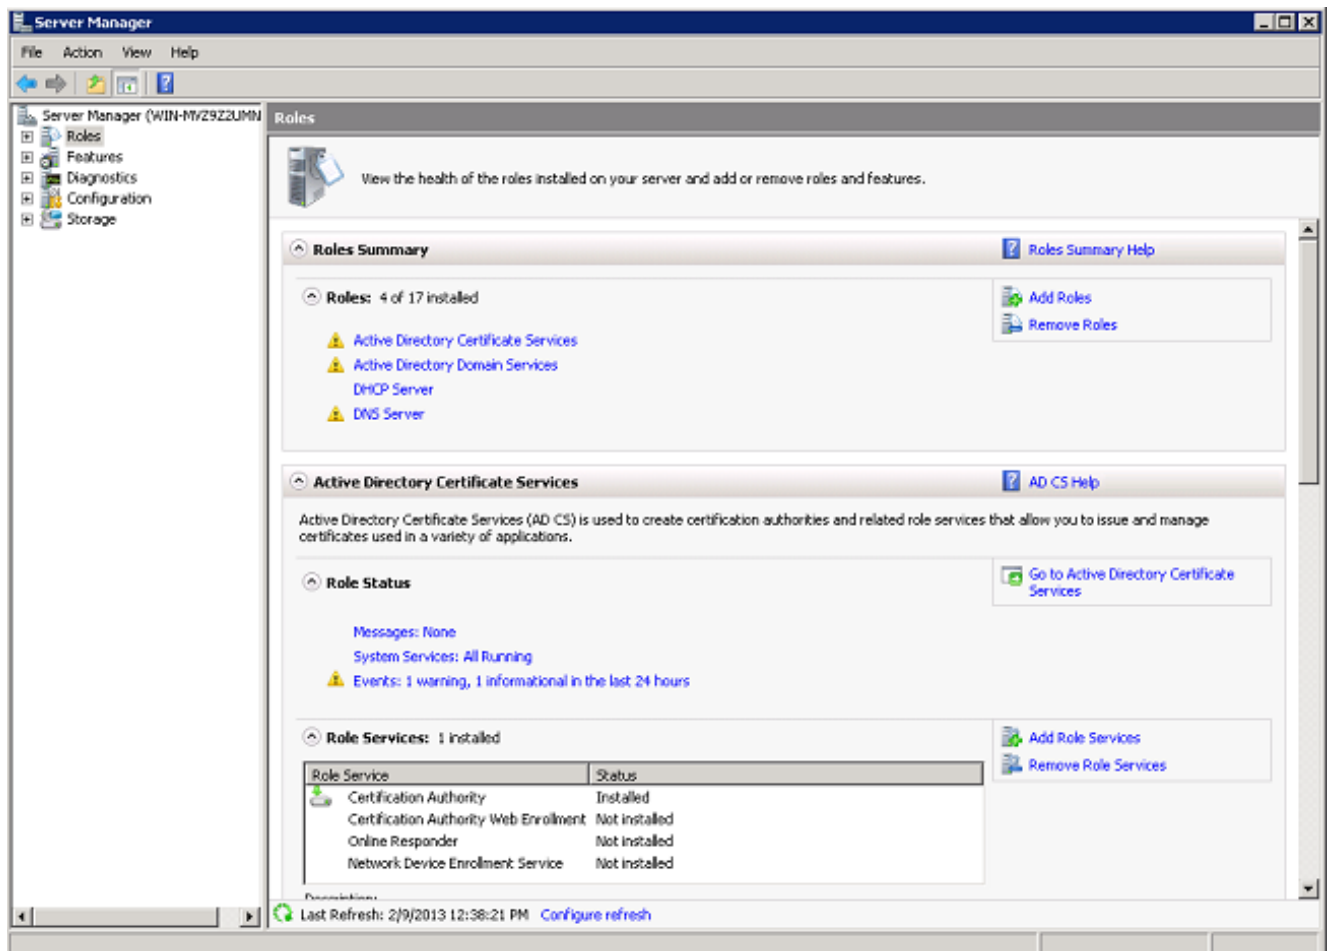 Server Manager
File Action View Help
Server Manager (WIN-MVZ9Z2UMN
Roles
Features
Diagnostics
Configuration
Storage
Roles
View the health of the roles installed on your server and add or remove roles and features.
Roles Summary
Roles Summary Help
Roles: 4 of 17 installed
Add Roles
Remove Roles
Active Directory Certificate Services
Active Directory Domain Services
DHCP Server
DNS Server
Active Directory Certificate Services
AD CS Help
Active Directory Certificate Services (AD CS) is used to create certification authorities and related role services that allow you to issue and manage
certificates used in a variety of applications.
Role Status
Go to Active Directory Certificate
Services
Messages: None
System Services: All Running
Events: 1 warning, 1 informational in the last 24 hours
Role Services: 1 installed
Add Role Services
Remove Role Services
Role Service Status
Certification Authority Installed
Certification Authority Web Enrollment Not installed
Online Responder Not installed
Network Device Enrollment Service Not installed
Description:
Last Refresh: 2/9/2013 12:38:21 PM Configure refresh